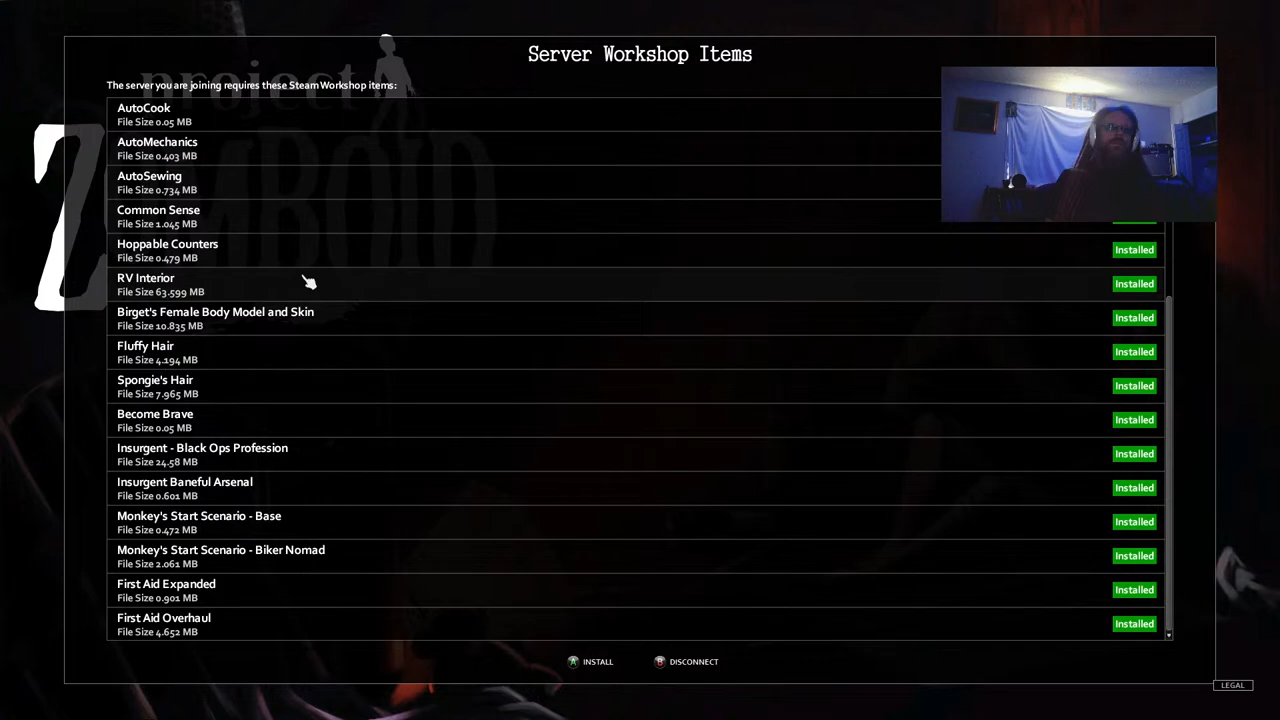 Server Workshop Items
project
ZOMBOID
The server you are joining requires these Steam Workshop items:
AutoCook
File Size 0.05 MB
AutoMechanics
File Size 0.403 MB
AutoSewing
File Size 0.734 MB
Common Sense
File Size 1.045 MB
Hoppable Counters
File Size 0.479 MB
Installed
RV Interior
File Size 63.599 MB
Installed
Birget's Female Body Model and Skin
File Size 10.835 MB
Installed
Fluffy Hair
File Size 4.194 MB
Installed
Spongie's Hair
File Size 7.965 MB
Installed
Become Brave
File Size 0.05 MB
Installed
Insurgent - Black Ops Profession
File Size 24.58 MB
Installed
Insurgent Baneful Arsenal
File Size 0.601 MB
Installed
Monkey's Start Scenario - Base
File Size 0.472 MB
Installed
Monkey's Start Scenario - Biker Nomad
File Size 2.061 MB
Installed
First Aid Expanded
File Size 0.901 MB
Installed
First Aid Overhaul
File Size 4.652 MB
Installed
A INSTALL
B DISCONNECT
LEGAL